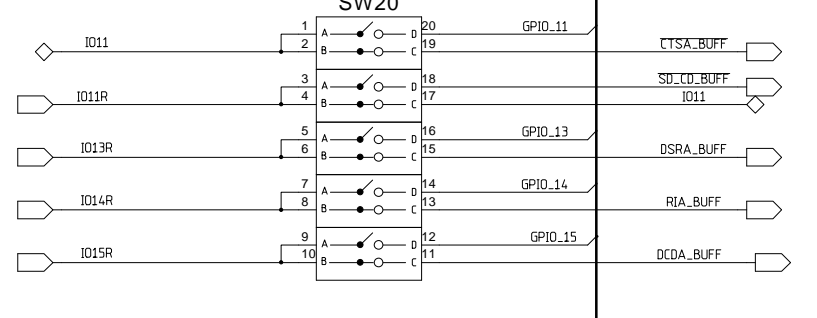 SW20
1 A D 20 GPIO_11
IO11 2 B C 19 CTSA_BUFF
3 A D 18 SD_CD_BUFF
IO11R 4 B C 17 IO11
5 A D 16 GPIO_13
IO13R 6 B C 15 DSRA_BUFF
7 A D 14 GPIO_14
IO14R 8 B C 13 RIA_BUFF
9 A D 12 GPIO_15
IO15R 10 B C 11 DCDA_BUFF